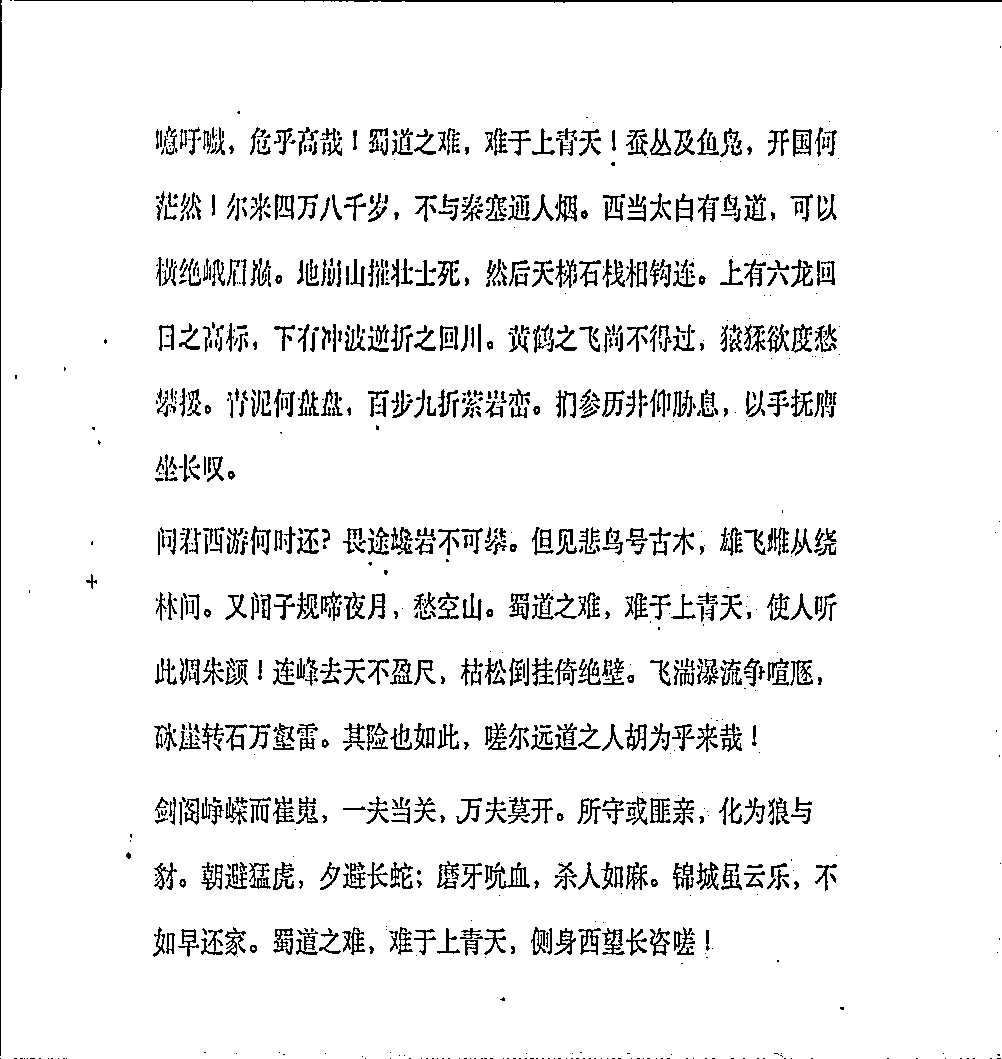 噫吁嚱，危乎高哉！蜀道之难，难于上青天！蚕丛及鱼凫，开国何
茫然！尔来四万八千岁，不与秦塞通人烟。西当太白有鸟道，可以
横绝峨眉巅。地崩山摧壮士死，然后天梯石栈相钩连。上有六龙回
日之高标，下有冲波逆折之回川。黄鹤之飞尚不得过，猿猱欲度愁
攀援。青泥何盘盘，百步九折萦岩峦。扪参历井仰胁息，以手抚膺
坐长叹。
问君西游何时还？畏途巉岩不可攀。但见悲鸟号古木，雄飞雌从绕
林间。又闻子规啼夜月，愁空山。蜀道之难，难于上青天，使人听
此凋朱颜！连峰去天不盈尺，枯松倒挂倚绝壁。飞湍瀑流争喧豗，
砯崖转石万壑雷。其险也如此，嗟尔远道之人胡为乎来哉！
剑阁峥嵘而崔嵬，一夫当关，万夫莫开。所守或匪亲，化为狼与
豺。朝避猛虎，夕避长蛇；磨牙吮血，杀人如麻。锦城虽云乐，不
如早还家。蜀道之难，难于上青天，侧身西望长咨嗟！